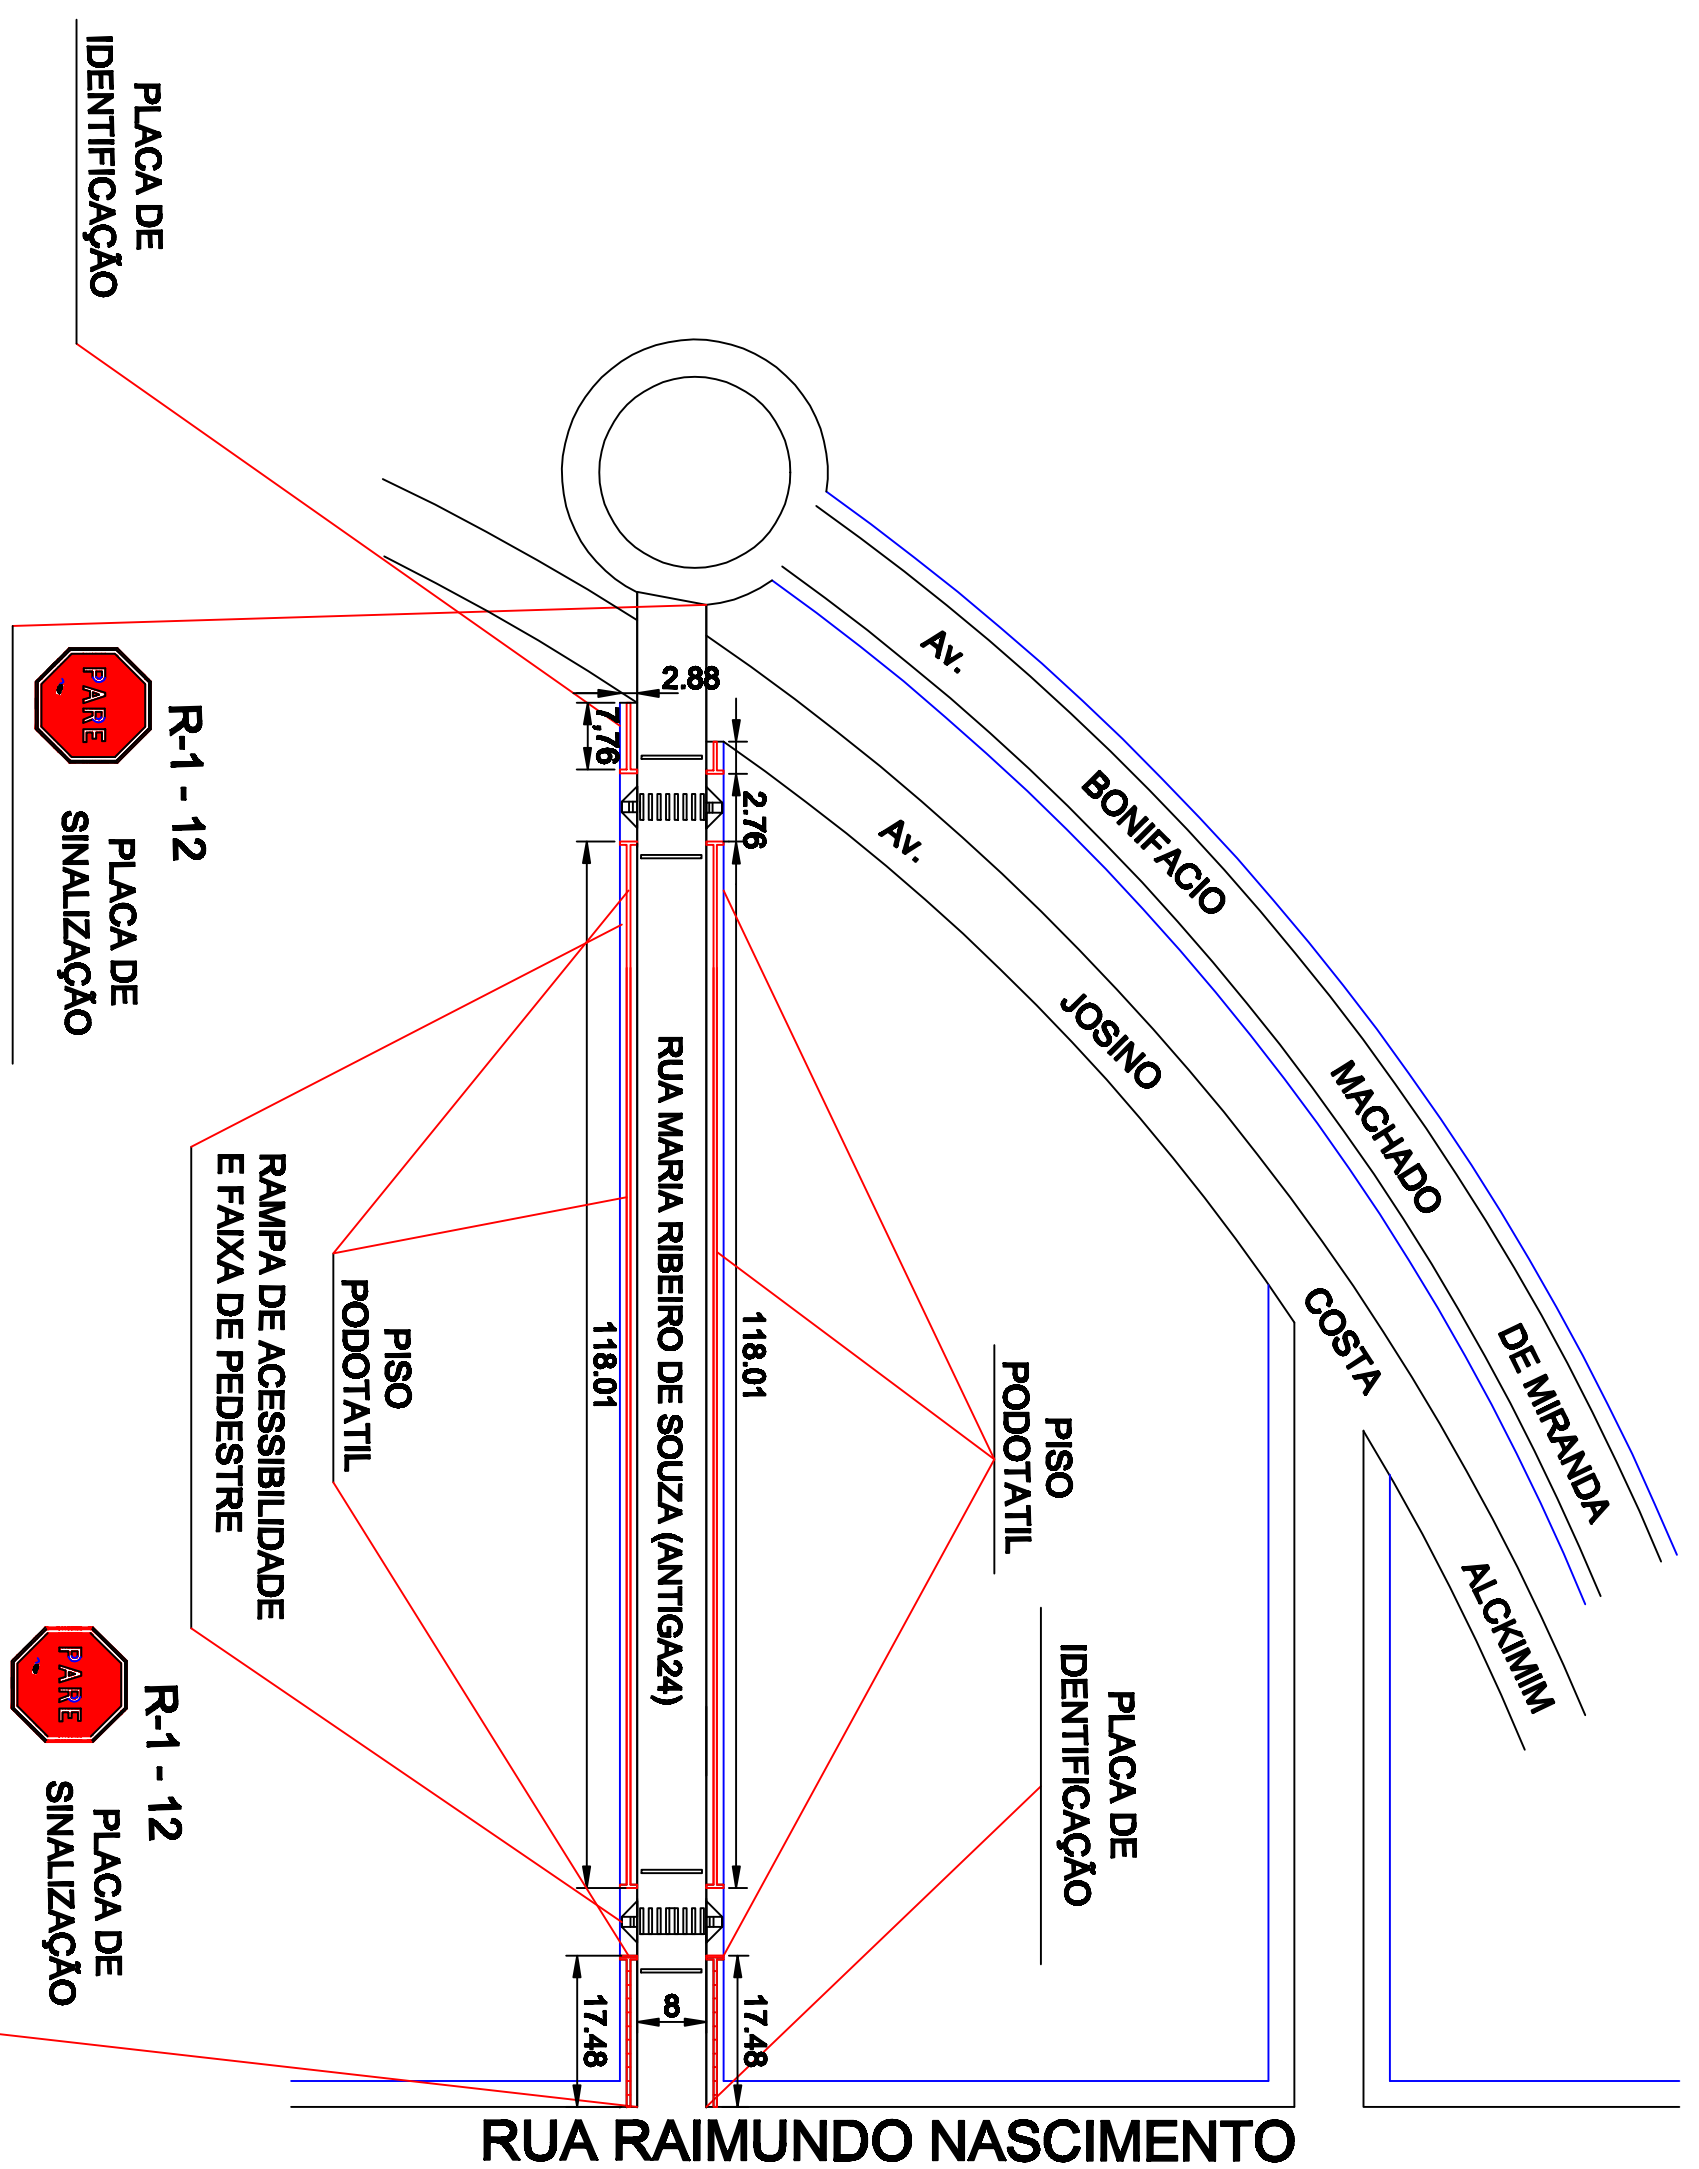 PLACA DE
IDENTIFICAÇÃO
R-1 - 12
PARE
PLACA DE
SINALIZAÇÃO
2.88
7,76
2.76
Av.
BONIFACIO
MACHADO
DE MIRANDA
Av.
JOSINO
COSTA
ALCKIMIM
RUA MARIA RIBEIRO DE SOUZA (ANTIGA24)
118.01
118.01
PISO
PODOTATIL
PISO
PODOTATIL
RAMPA DE ACESSIBILIDADE
E FAIXA DE PEDESTRE
PLACA DE
IDENTIFICAÇÃO
R-1 - 12
PARE
PLACA DE
SINALIZAÇÃO
17.48
8
17.48
RUA RAIMUNDO NASCIMENTO